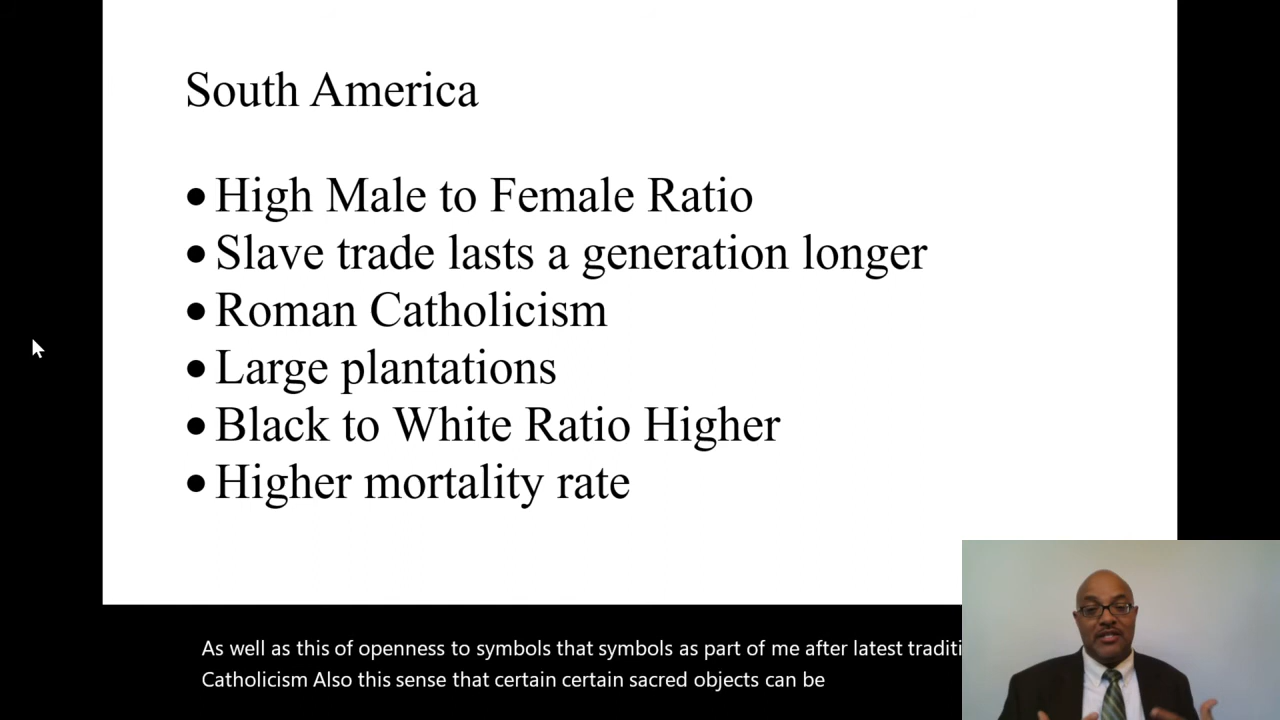 South America
• High Male to Female Ratio
• Slave trade lasts a generation longer
• Roman Catholicism
• Large plantations
• Black to White Ratio Higher
• Higher mortality rate
As well as this of openness to symbols that symbols as part of me after latest traditi
Catholicism Also this sense that certain certain sacred objects can be